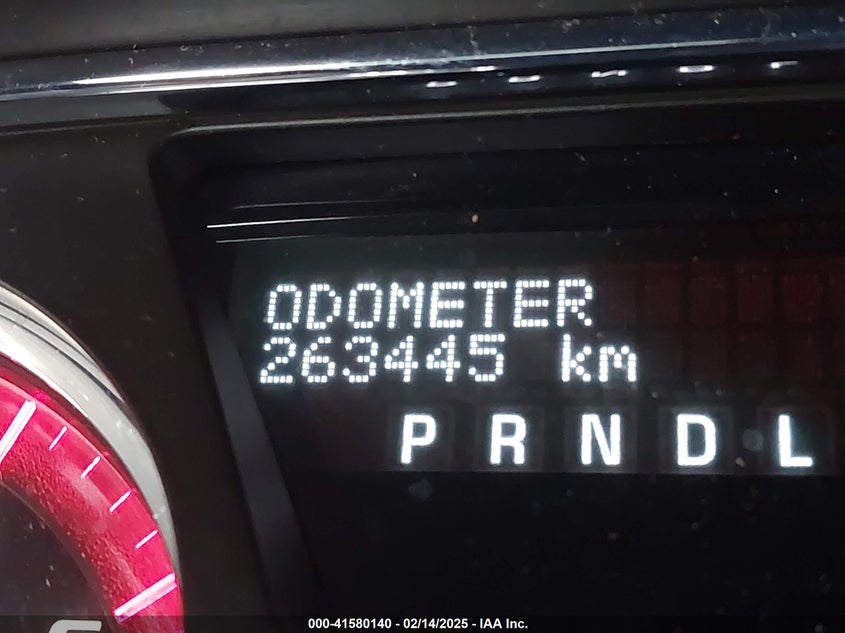 ODOMETER
263445 km
P R N D L
000-41580140 - 02/14/2025 - IAA Inc.